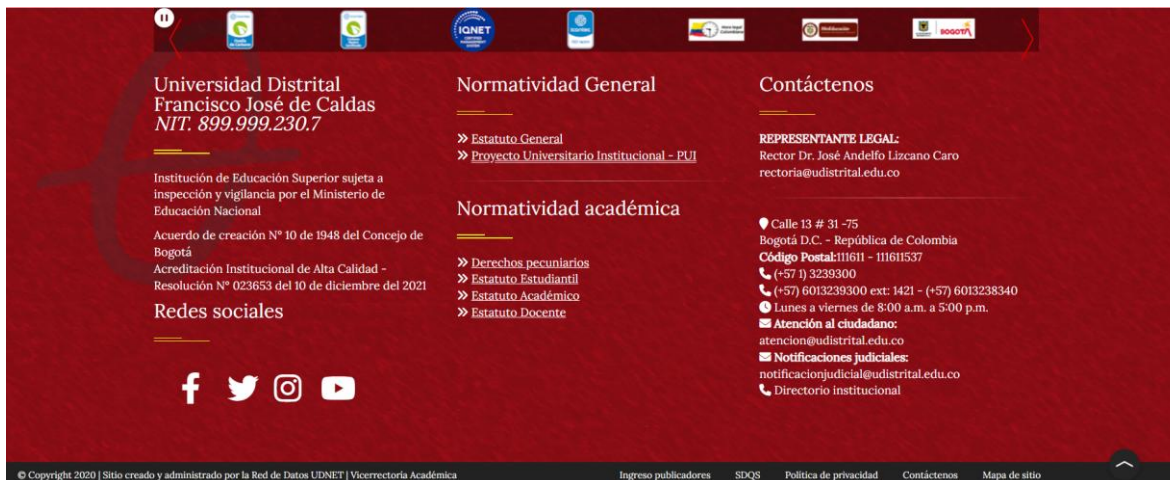 IQNET
BOGOTÁ
Universidad Distrital
Francisco José de Caldas
NIT. 899.999.230.7
Institución de Educación Superior sujeta a
inspección y vigilancia por el Ministerio de
Educación Nacional
Acuerdo de creación N° 10 de 1948 del Concejo de
Bogotá
Acreditación Institucional de Alta Calidad -
Resolución N° 023653 del 10 de diciembre del 2021
Redes sociales
Normatividad General
Estatuto General
Proyecto Universitario Institucional - PUI
Normatividad académica
Derechos pecuniarios
Estatuto Estudiantil
Estatuto Académico
Estatuto Docente
Contáctenos
REPRESENTANTE LEGAL:
Rector Dr. José Andelfo Lizcano Caro
rectoria@udistrital.edu.co
Calle 13 # 31 -75
Bogotá D.C. - República de Colombia
Código Postal:111611 - 111611537
(+57 1) 3239300
(+57) 6013239300 ext: 1421 - (+57) 6013238340
Lunes a viernes de 8:00 a.m. a 5:00 p.m.
Atención al ciudadano:
atencion@udistrital.edu.co
Notificaciones judiciales:
notificacionjudicial@udistrital.edu.co
Directorio institucional
© Copyright 2020 | Sitio creado y administrado por la Red de Datos UDNET | Vicerrectoría Académica
Ingreso publicadores SDQS Política de privacidad Contáctenos Mapa de sitio